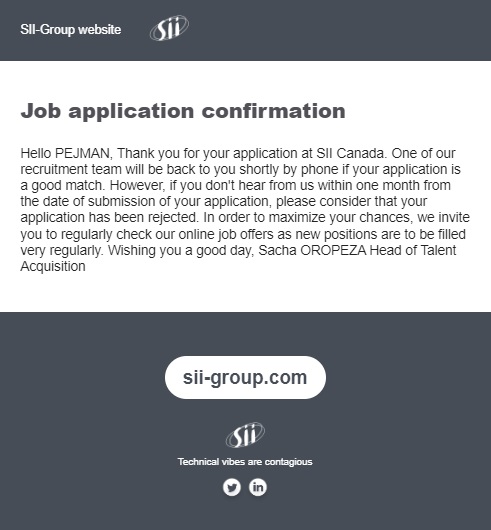 SII-Group website
sii
Job application confirmation
Hello PEJMAN, Thank you for your application at SII Canada. One of our
recruitment team will be back to you shortly by phone if your application is
a good match. However, if you don't hear from us within one month from
the date of submission of your application, please consider that your
application has been rejected. In order to maximize your chances, we invite
you to regularly check our online job offers as new positions are to be filled
very regularly. Wishing you a good day, Sacha OROPEZA Head of Talent
Acquisition
sii-group.com
sii
Technical vibes are contagious
in